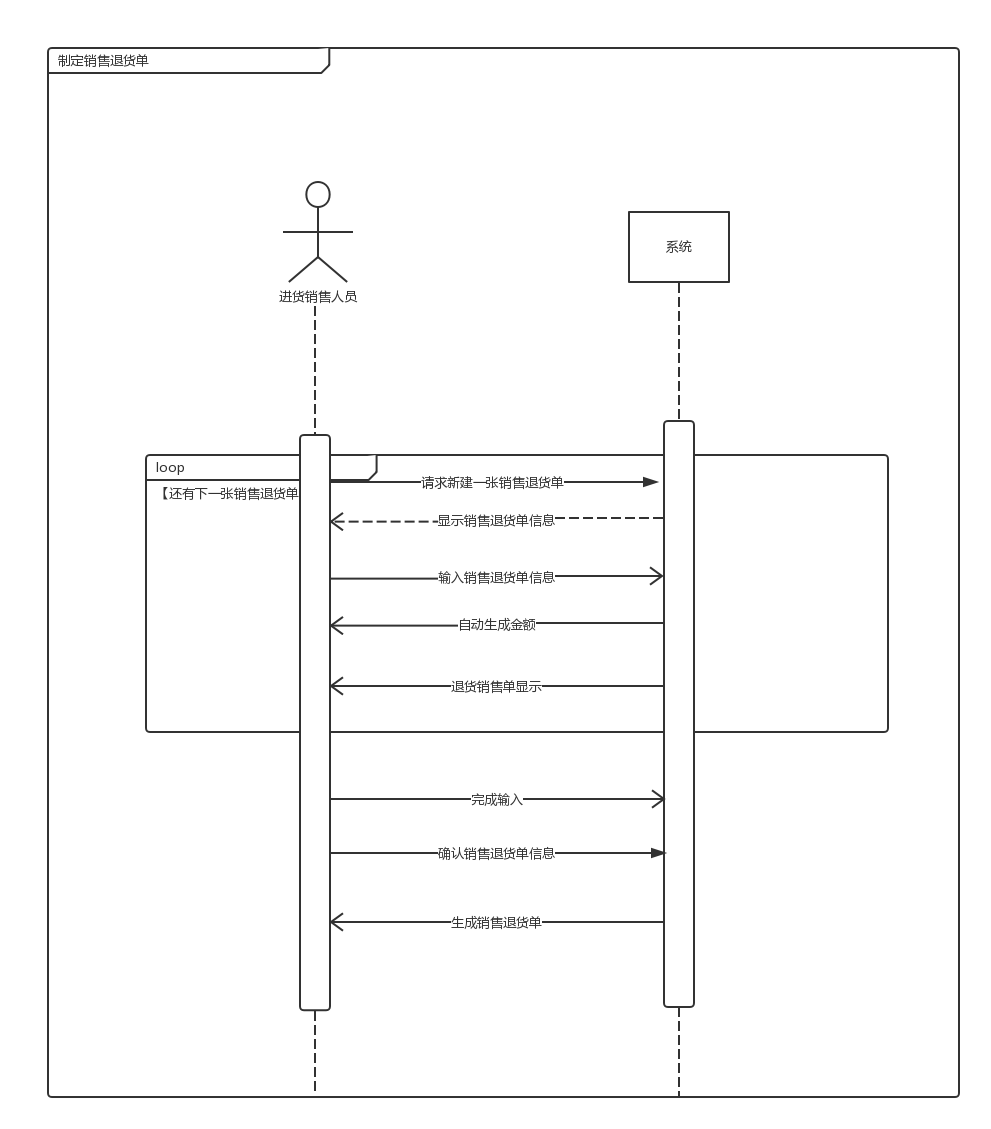 制定销售退货单
进货销售人员
系统
loop
【还有下一张销售退货单
请求新建一张销售退货单
显示销售退货单信息
输入销售退货单信息
自动生成金额
退货销售单显示
完成输入
确认销售退货单信息
生成销售退货单